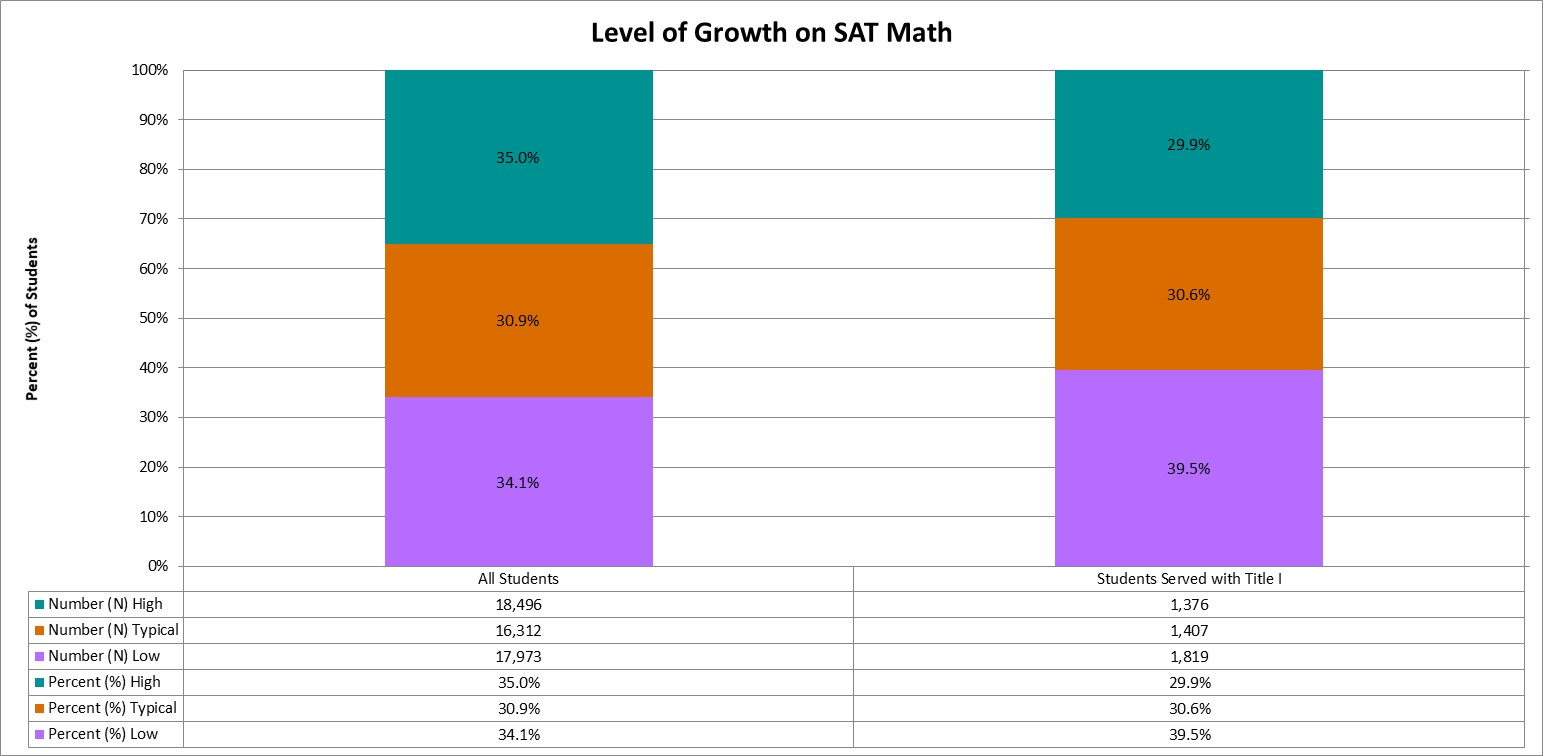 Level of Growth on SAT Math
Percent (%) of Students
100%
90%
80%
70%
60%
50%
40%
30%
20%
10%
0%
35.0%
30.9%
34.1%
29.9%
30.6%
39.5%
All Students Students Served with Title I
Number (N) High 18,496 1,376
Number (N) Typical 16,312 1,407
Number (N) Low 17,973 1,819
Percent (%) High 35.0% 29.9%
Percent (%) Typical 30.9% 30.6%
Percent (%) Low 34.1% 39.5%